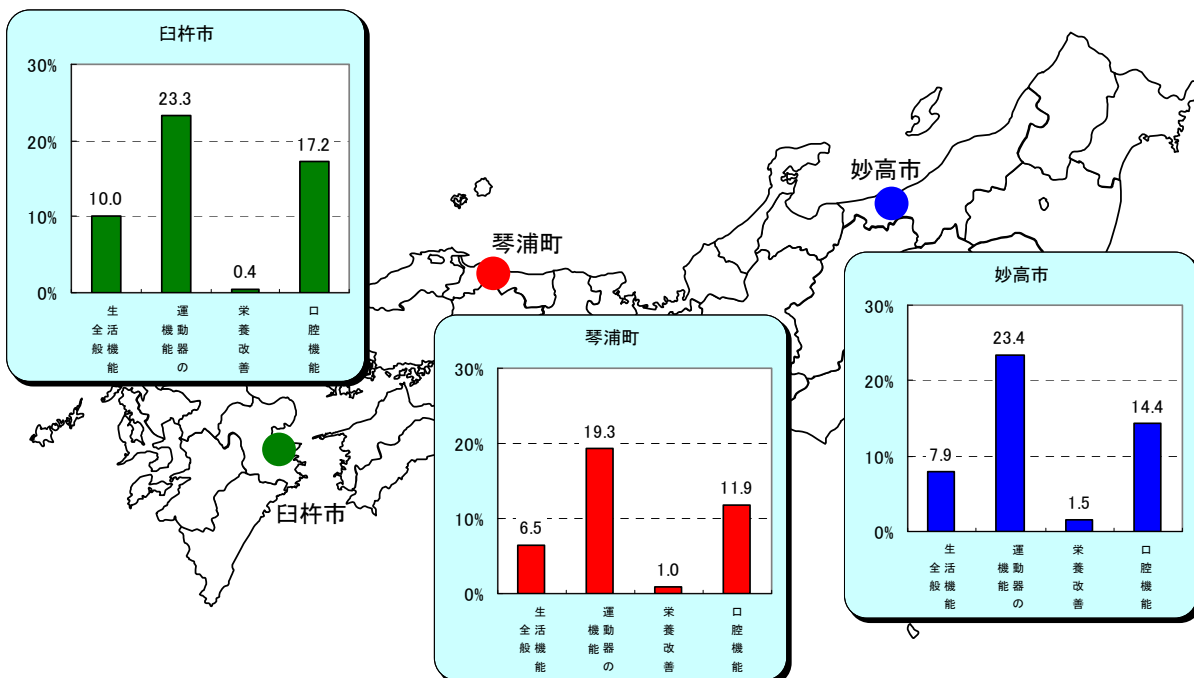 臼杵市
30%
20%
10%
0%
10.0
23.3
0.4
17.2
生活機能
全般
運動器の
機能
栄養改善
口腔機能
妙高市
琴浦町
臼杵市
琴浦町
30%
20%
10%
0%
6.5
19.3
1.0
11.9
生活機能
全般
運動器の
機能
栄養改善
口腔機能
妙高市
30%
20%
10%
0%
7.9
23.4
1.5
14.4
生活機能
全般
運動器の
機能
栄養改善
口腔機能